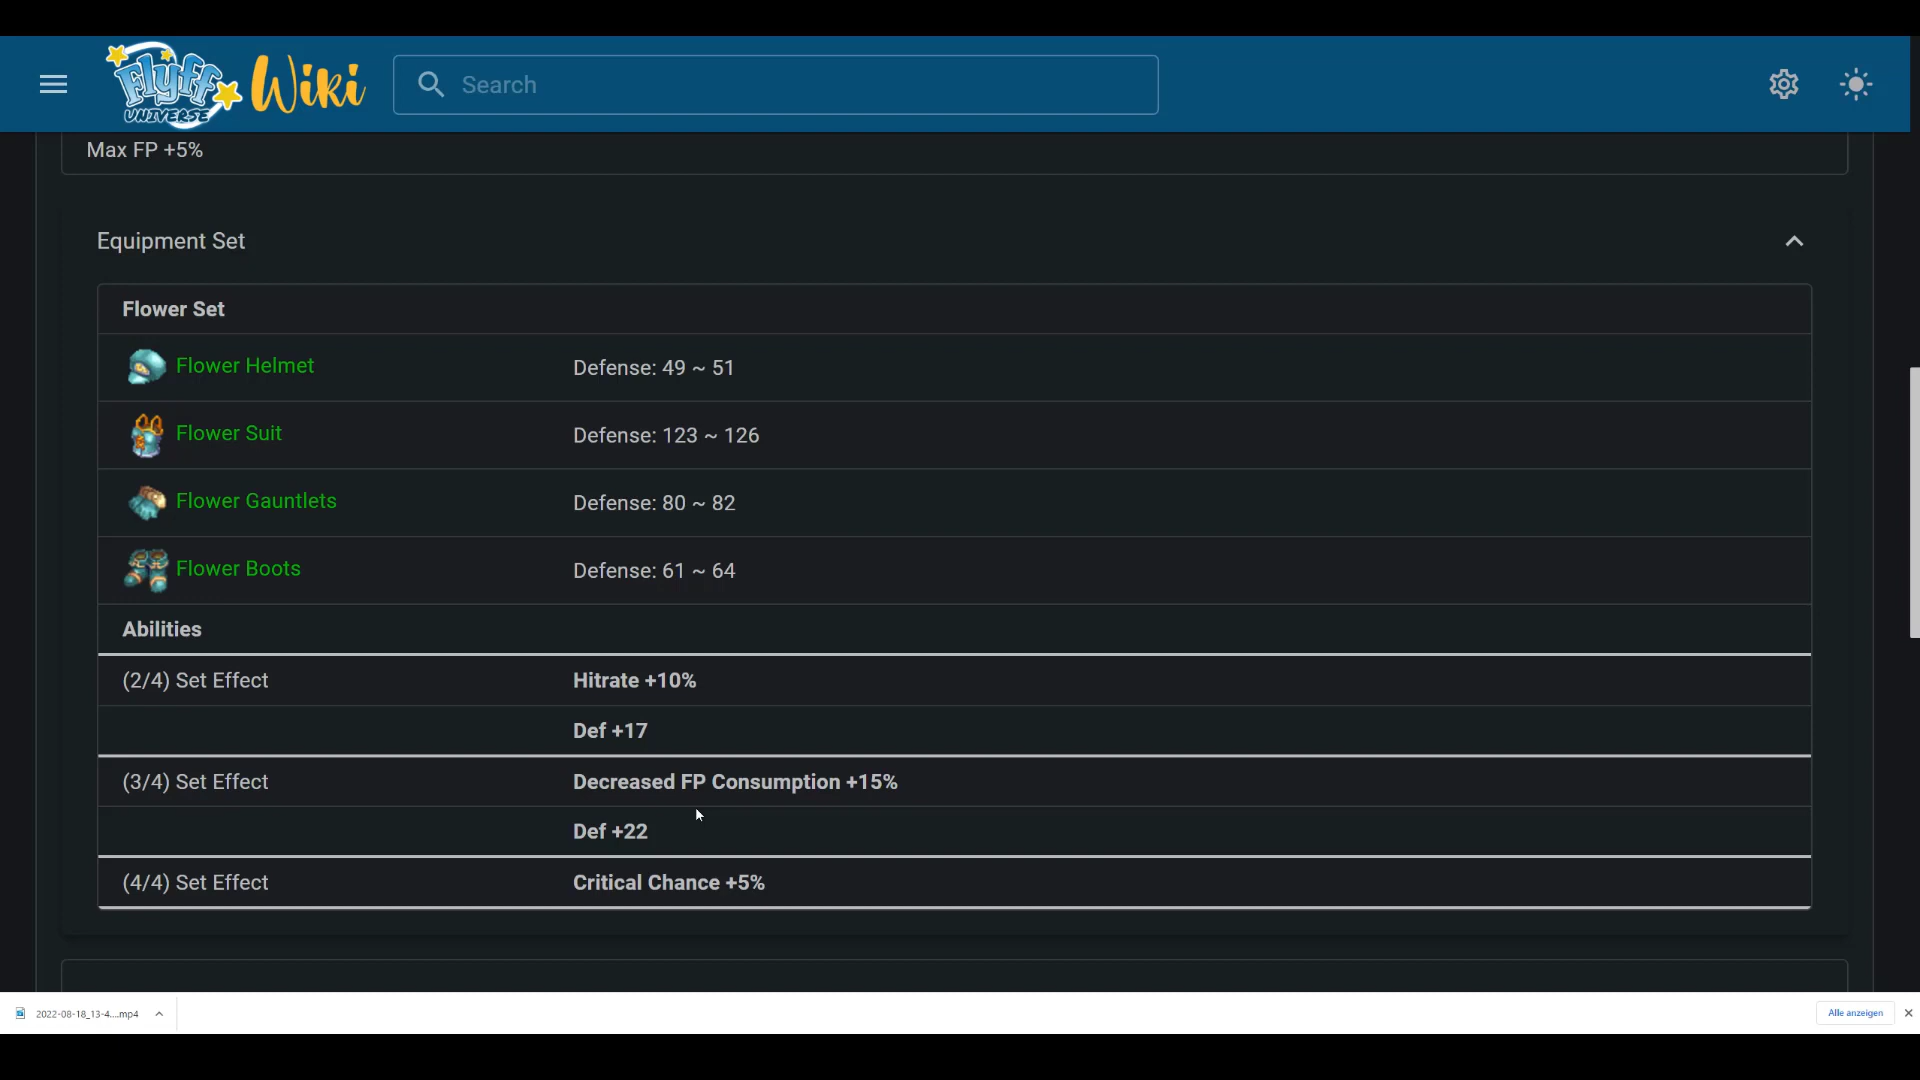 Flyff
UNIVERSE
Wiki
Search
Max FP +5%
Equipment Set
Flower Set
Flower Helmet Defense: 49 ~ 51
Flower Suit Defense: 123 ~ 126
Flower Gauntlets Defense: 80 ~ 82
Flower Boots Defense: 61 ~ 64
Abilities
(2/4) Set Effect Hitrate +10%
Def +17
(3/4) Set Effect Decreased FP Consumption +15%
Def +22
(4/4) Set Effect Critical Chance +5%
2022-08-18_13-4....mp4
Alle anzeigen